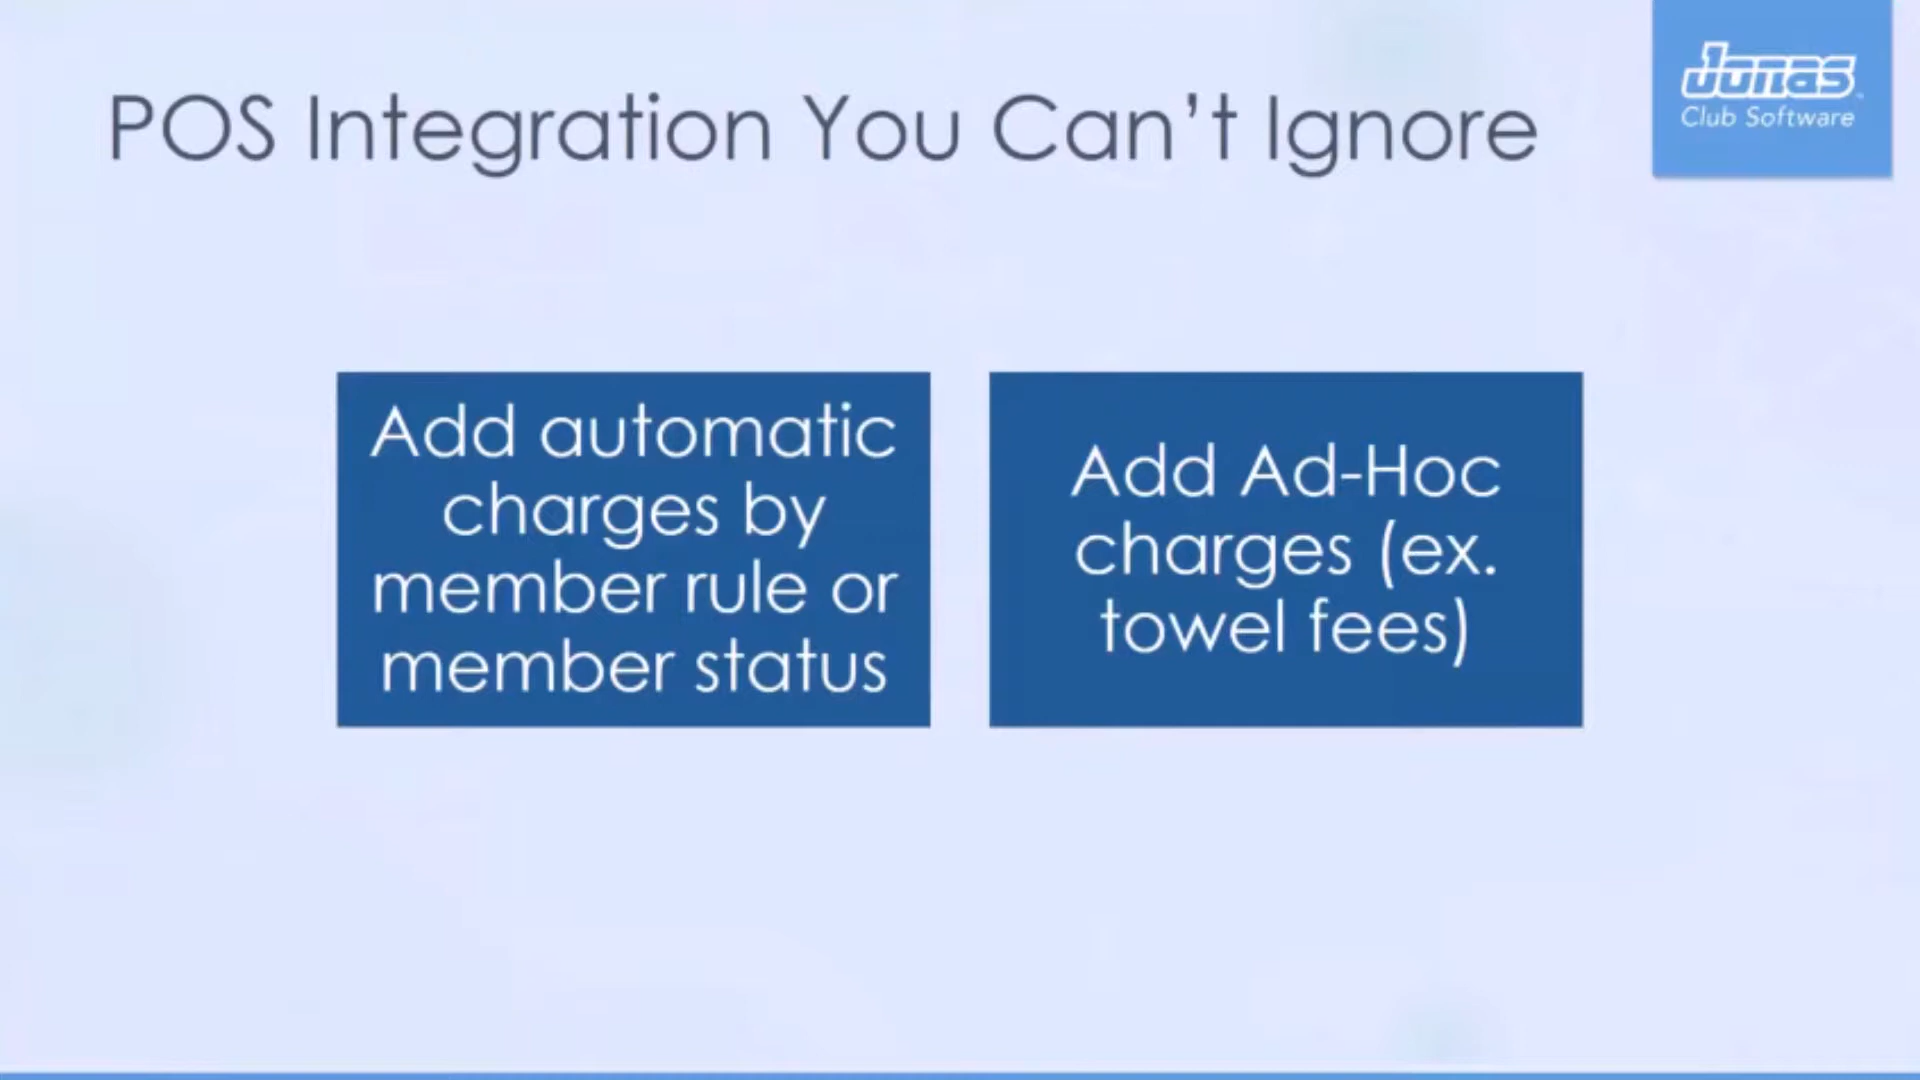 POS Integration You Can’t Ignore
Jonas
Club Software
Add automatic
charges by
member rule or
member status
Add Ad-Hoc
charges (ex.
towel fees)